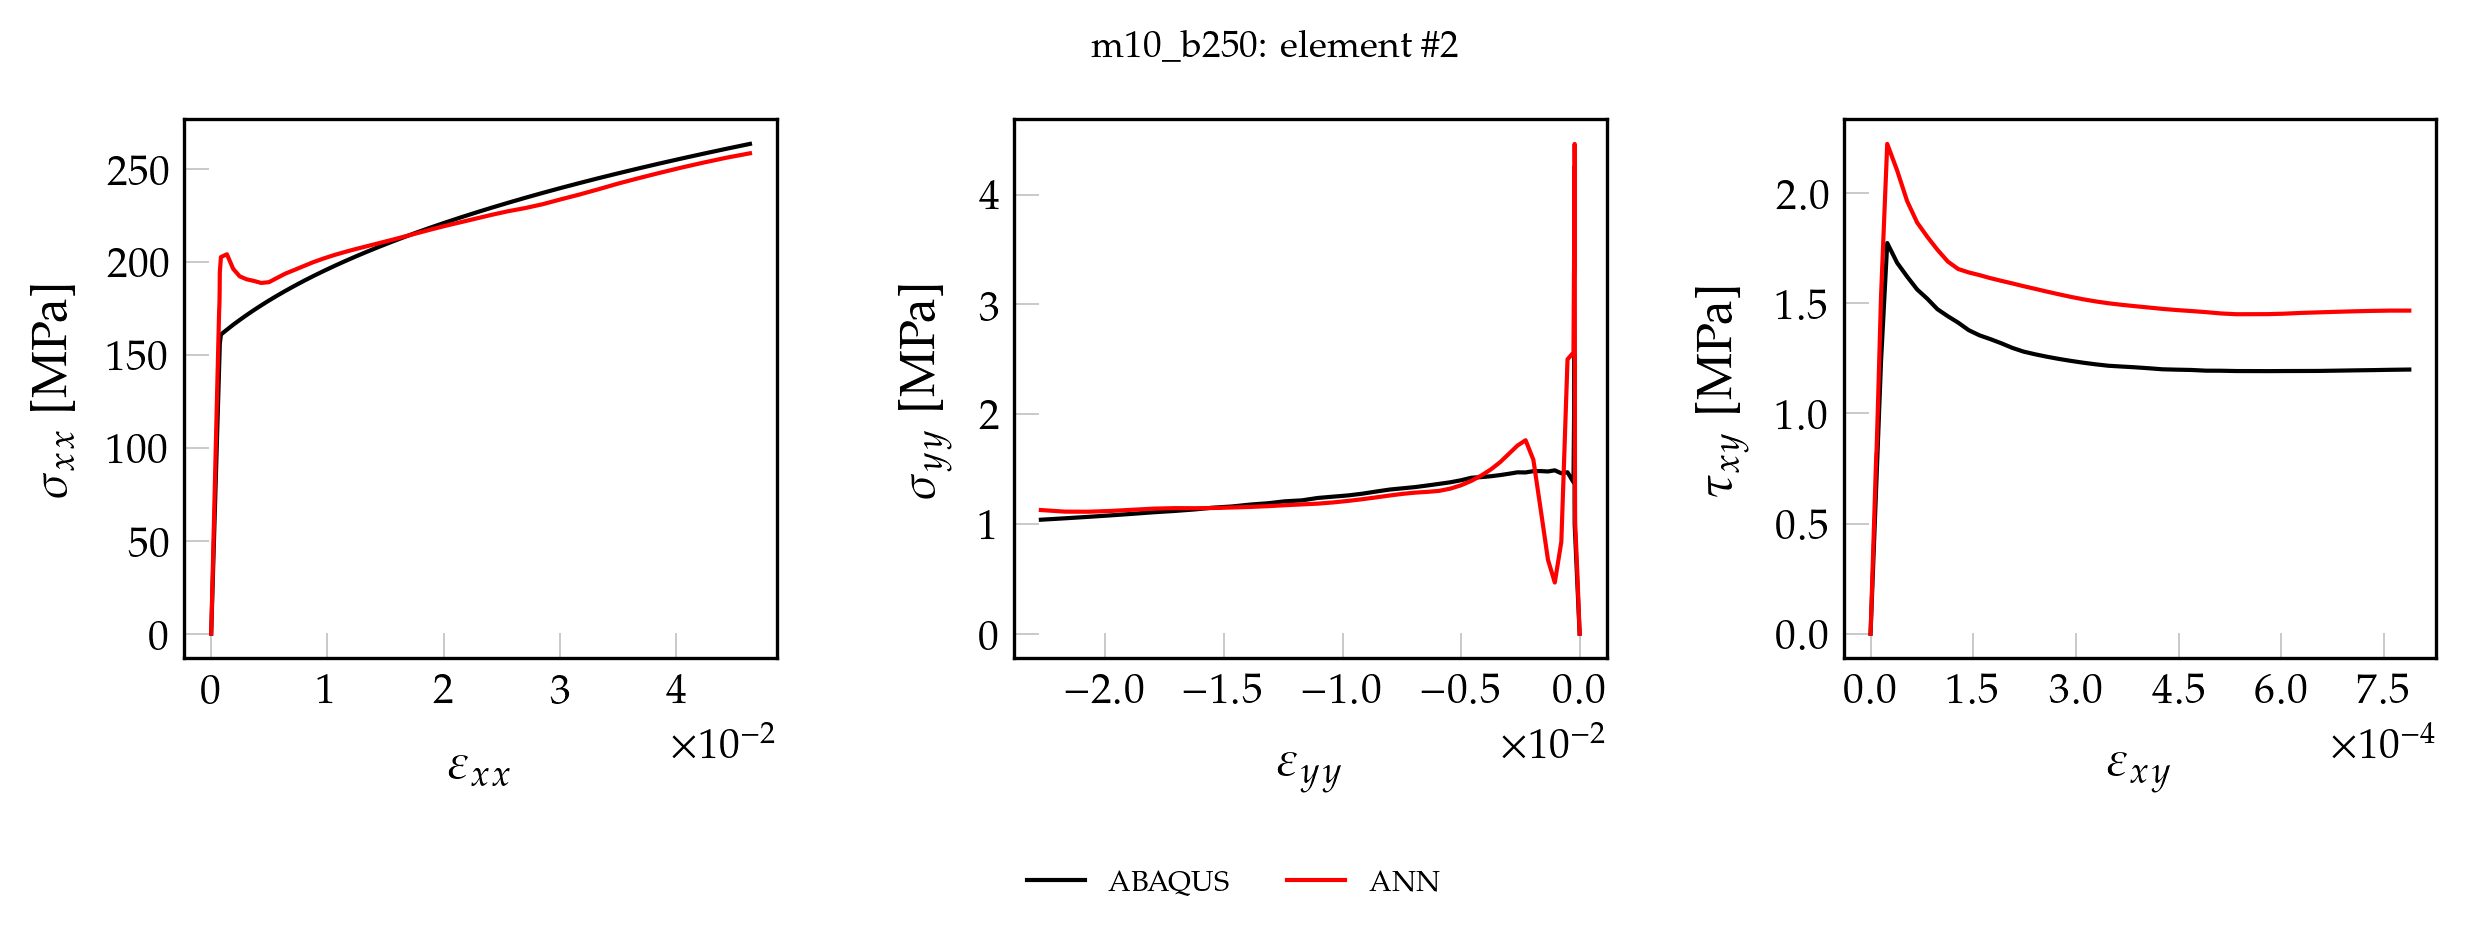 m10_b250: element #2
σxx [MPa]
250
200
150
100
50
0
0 1 2 3 4
×10−2
εxx
σyy [MPa]
4
3
2
1
0
−2.0 −1.5 −1.0 −0.5 0.0
×10−2
εyy
τxy [MPa]
2.0
1.5
1.0
0.5
0.0
0.0 1.5 3.0 4.5 6.0 7.5
×10−4
εxy
ABAQUS ANN